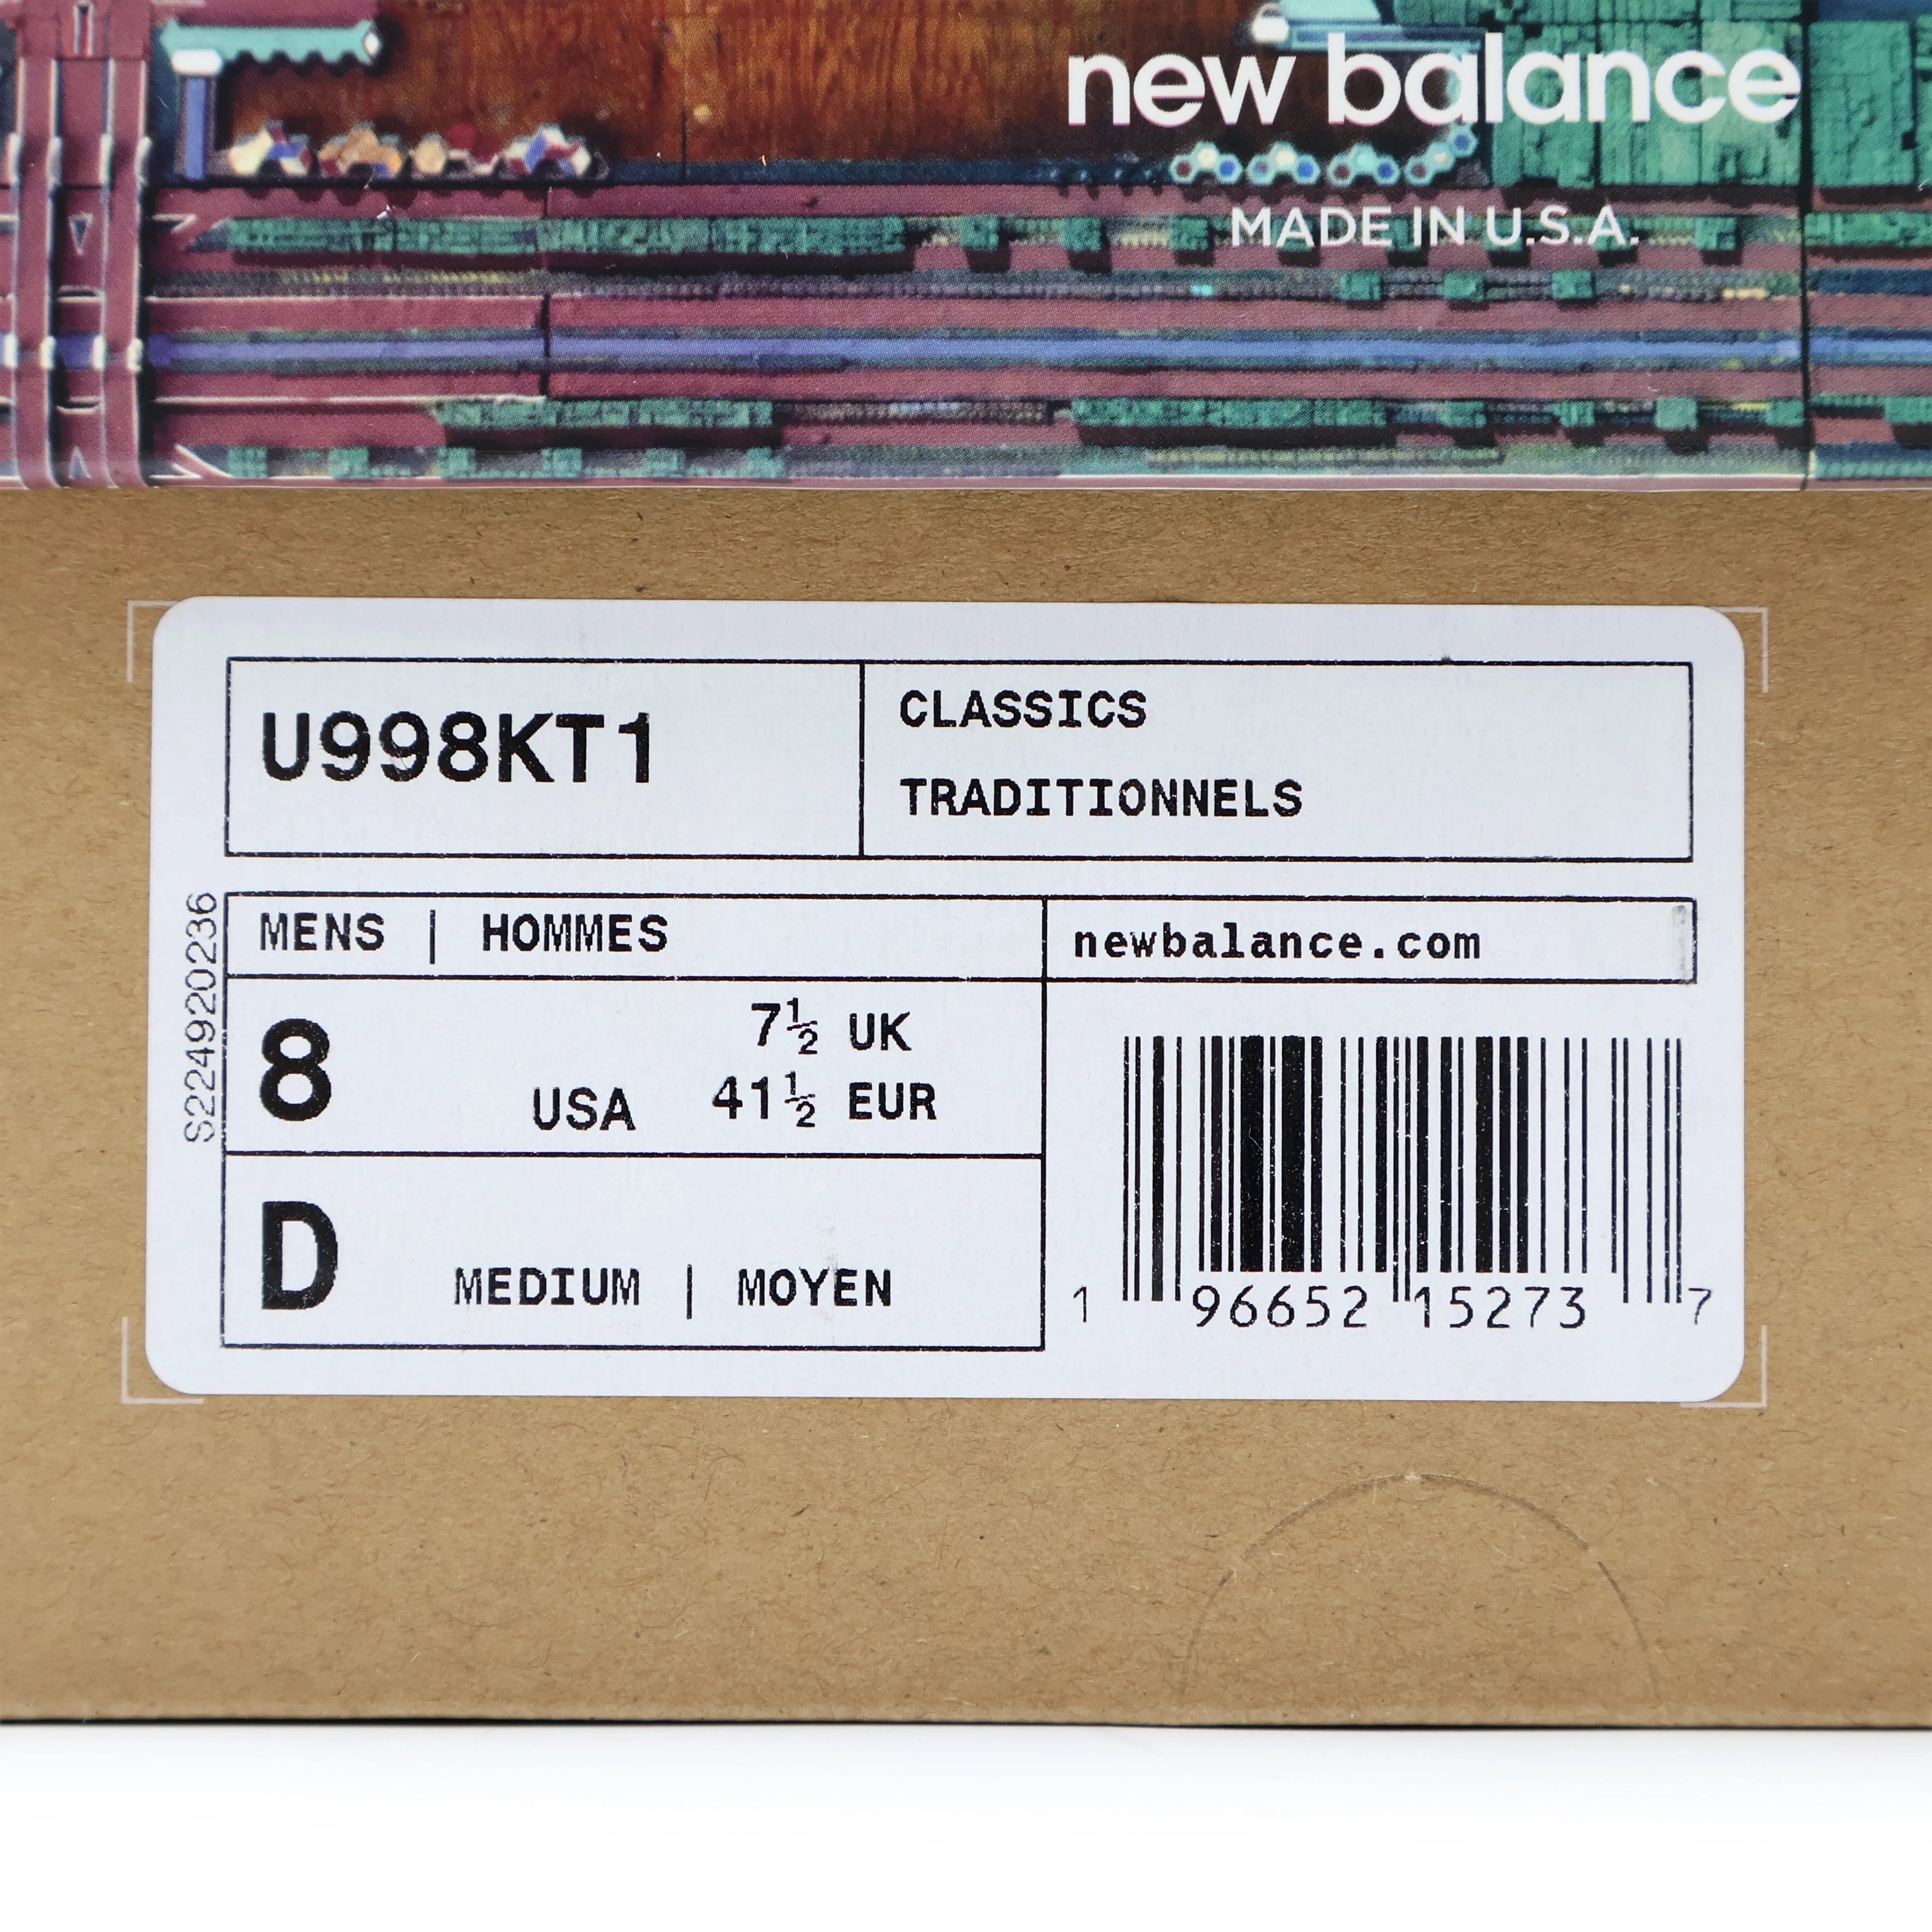 new balance
MADE IN U.S.A.
U998KT1
CLASSICS
TRADITIONNELS
S224920236
MENS | HOMMES
newbalance.com
8 USA
7½ UK
41½ EUR
D MEDIUM | MOYEN
1 96652 15273 7